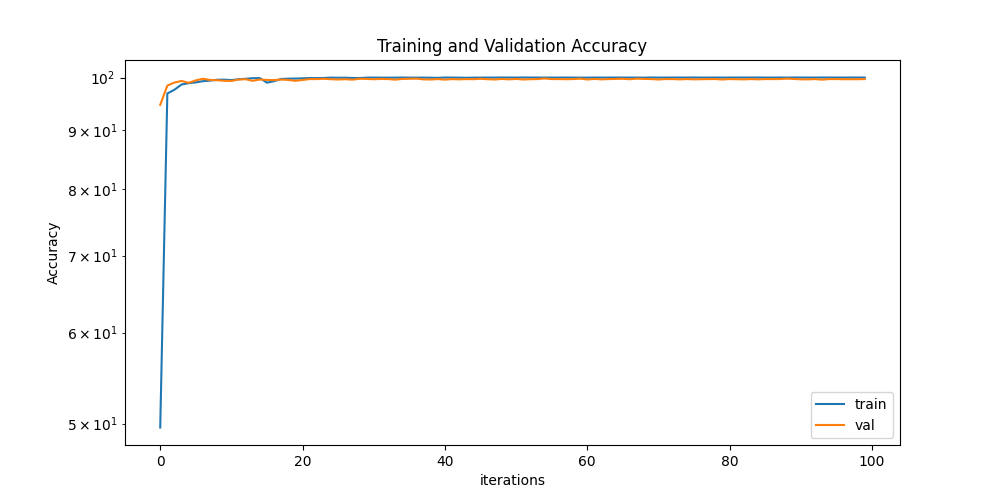 Training and Validation Accuracy
10²
9 × 10¹
8 × 10¹
7 × 10¹
6 × 10¹
5 × 10¹
Accuracy
0 20 40 60 80 100
iterations
train
val